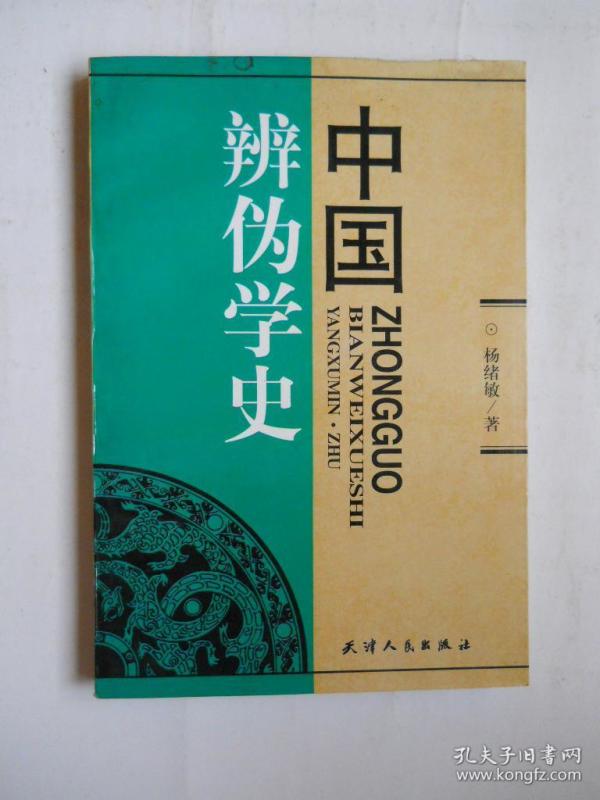 中国
辨伪学史
ZHONGGUO
BIANWEIXUESHI
YANGXUMIN·ZHU
⊙杨绪敏/著
天津人民出版社
孔夫子旧书网
www.kongfz.com